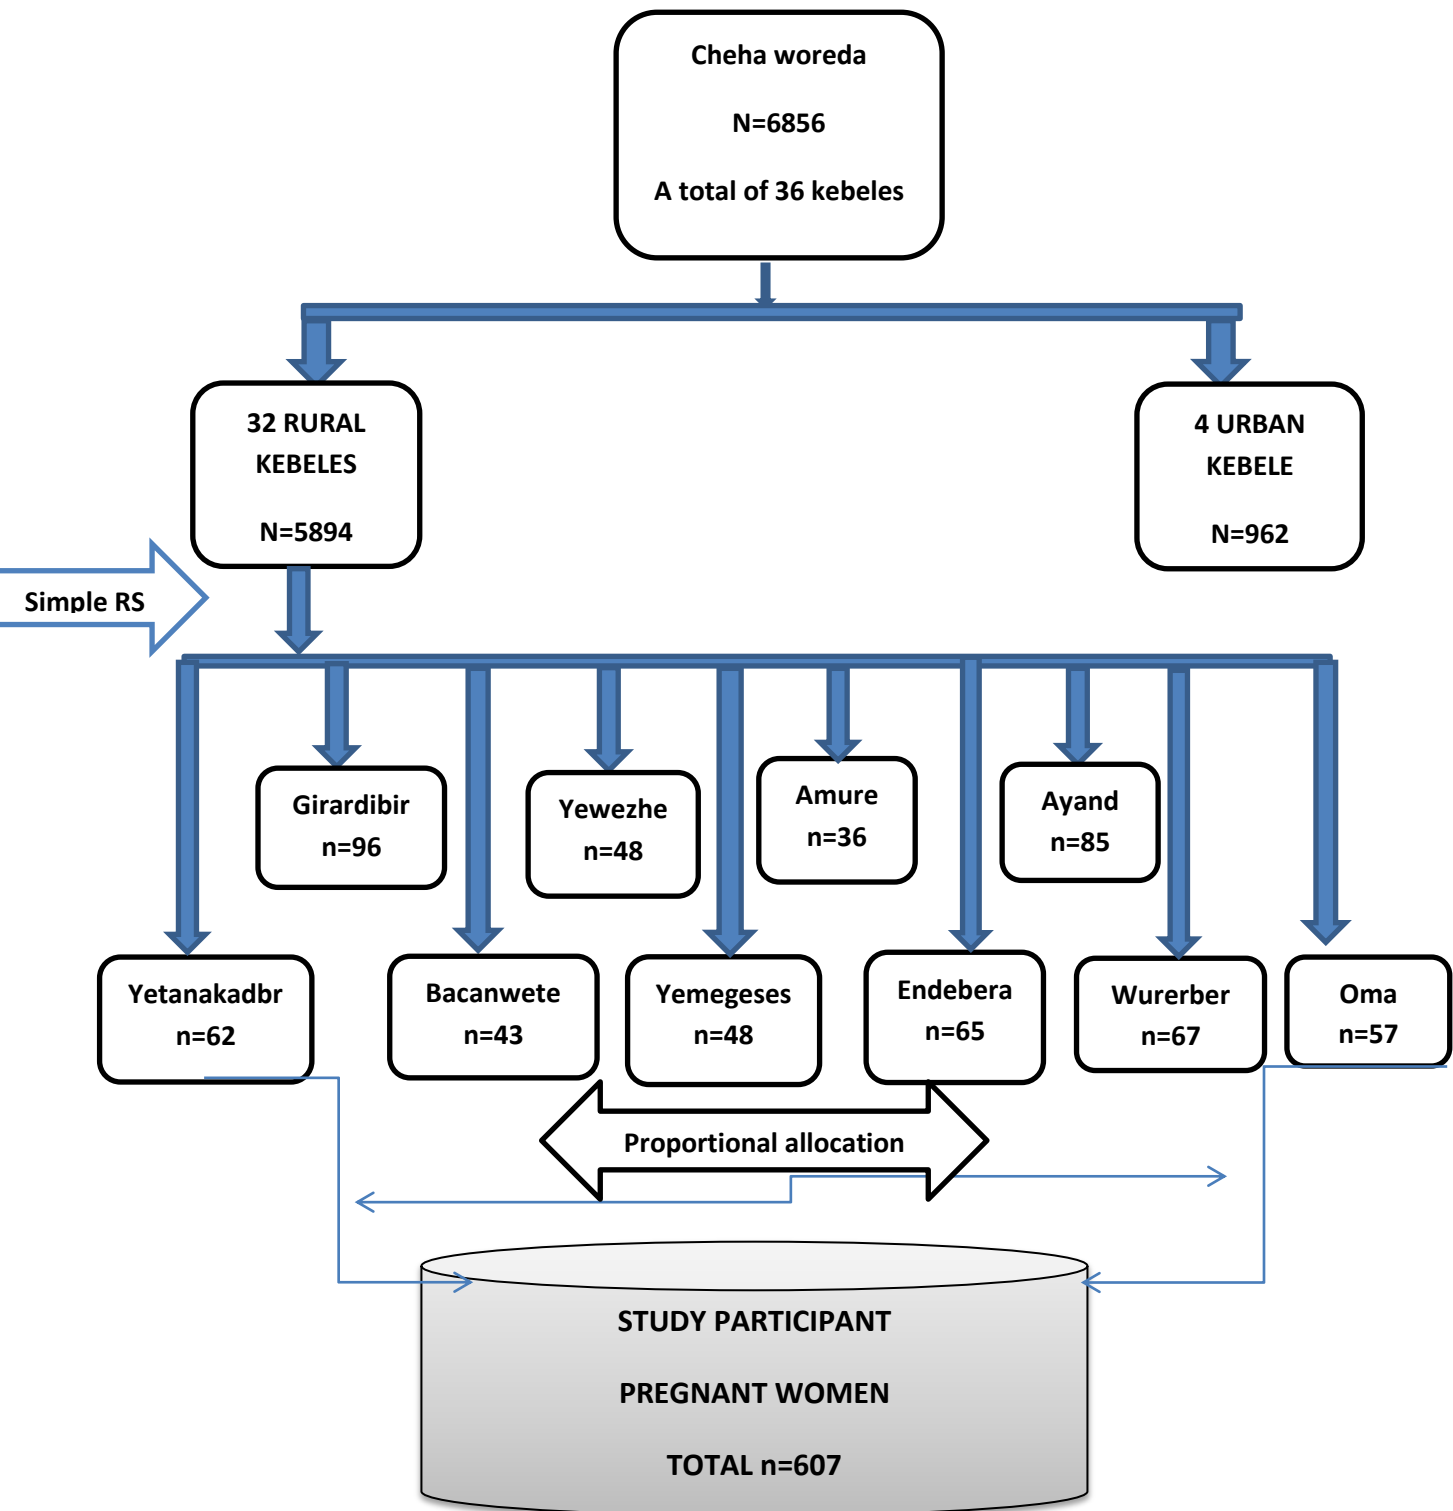 Cheha woreda
N=6856
A total of 36 kebeles
32 RURAL
KEBELES
N=5894
4 URBAN
KEBELE
N=962
Simple RS
Girardibir
n=96
Yewezhe
n=48
Amure
n=36
Ayand
n=85
Yetanakadbr
n=62
Bacanwete
n=43
Yemegeses
n=48
Endebera
n=65
Wurerber
n=67
Oma
n=57
Proportional allocation
STUDY PARTICIPANT
PREGNANT WOMEN
TOTAL n=607